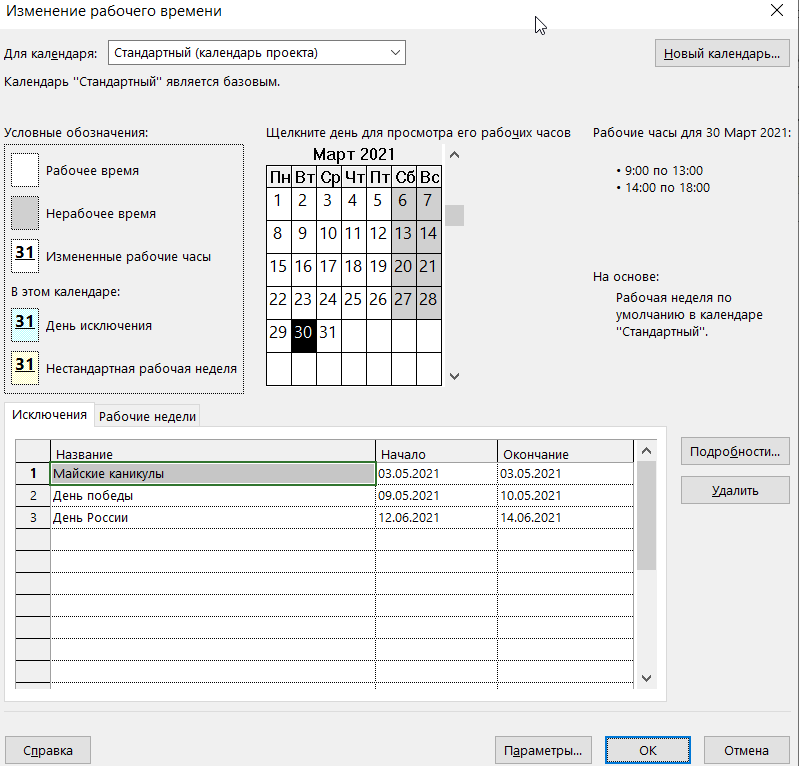 Изменение рабочего времени
Для календаря: Стандартный (календарь проекта) Новый календарь...
Календарь "Стандартный" является базовым.
Условные обозначения:
Рабочее время
Нерабочее время
31 Измененные рабочие часы
В этом календаре:
31 День исключения
31 Нестандартная рабочая неделя
Щелкните день для просмотра его рабочих часов
Март 2021
Пн Вт Ср Чт Пт Сб Вс
1 2 3 4 5 6 7
8 9 10 11 12 13 14
15 16 17 18 19 20 21
22 23 24 25 26 27 28
29 30 31
Рабочие часы для 30 Март 2021:
• 9:00 по 13:00
• 14:00 по 18:00
На основе:
Рабочая неделя по
умолчанию в календаре
"Стандартный".
Исключения Рабочие недели
Название Начало Окончание
1 Майские каникулы 03.05.2021 03.05.2021
2 День победы 09.05.2021 10.05.2021
3 День России 12.06.2021 14.06.2021
Подробности...
Удалить
Справка Параметры... ОК Отмена